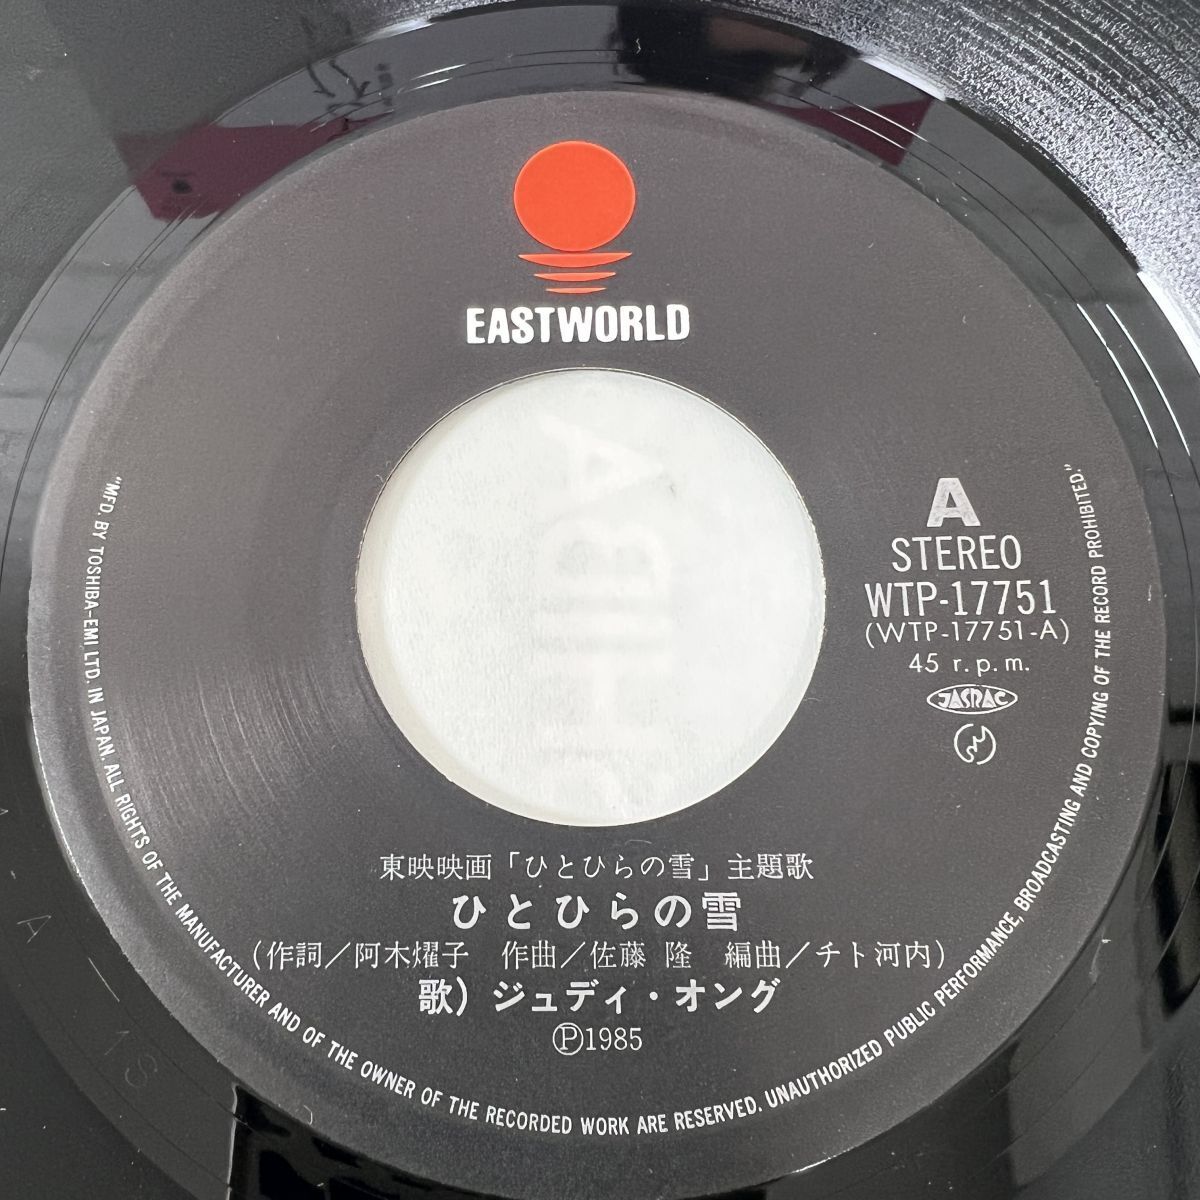 EASTWORLD
A
STEREO
WTP-17751
(WTP-17751-A)
45 r.p.m.
JASRAC
東映映画「ひとひらの雪」主題歌
ひとひらの雪
(作詞/阿木燿子 作曲/佐藤 隆 編曲/チト河内)
歌) ジュディ・オング
Ⓟ1985
"MFD. BY TOSHIBA-EMI LTD. IN JAPAN. ALL RIGHTS OF THE MANUFACTURER AND OF THE OWNER OF THE RECORDED WORK ARE RESERVED. UNAUTHORIZED PUBLIC PERFORMANCE, BROADCASTING AND COPYING OF THE RECORD PROHIBITED."